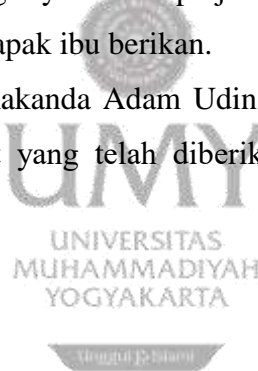 apak ibu berikan.
akanda Adam Udin
yang telah diberik
UMY
UNIVERSITAS
MUHAMMADIYAH
YOGYAKARTA